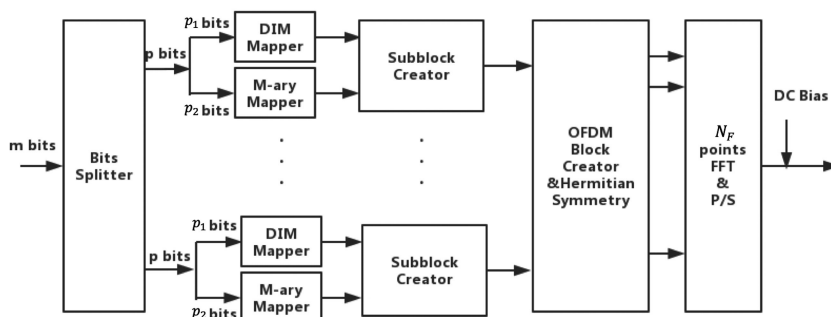 m bits
Bits
Splitter
p bits
p₁ bits
p₂ bits
DIM
Mapper
M-ary
Mapper
Subblock
Creator
p bits
p₁ bits
p₂ bits
DIM
Mapper
M-ary
Mapper
Subblock
Creator
OFDM
Block
Creator
&Hermitian
Symmetry
N_F
points
FFT
&
P/S
DC Bias